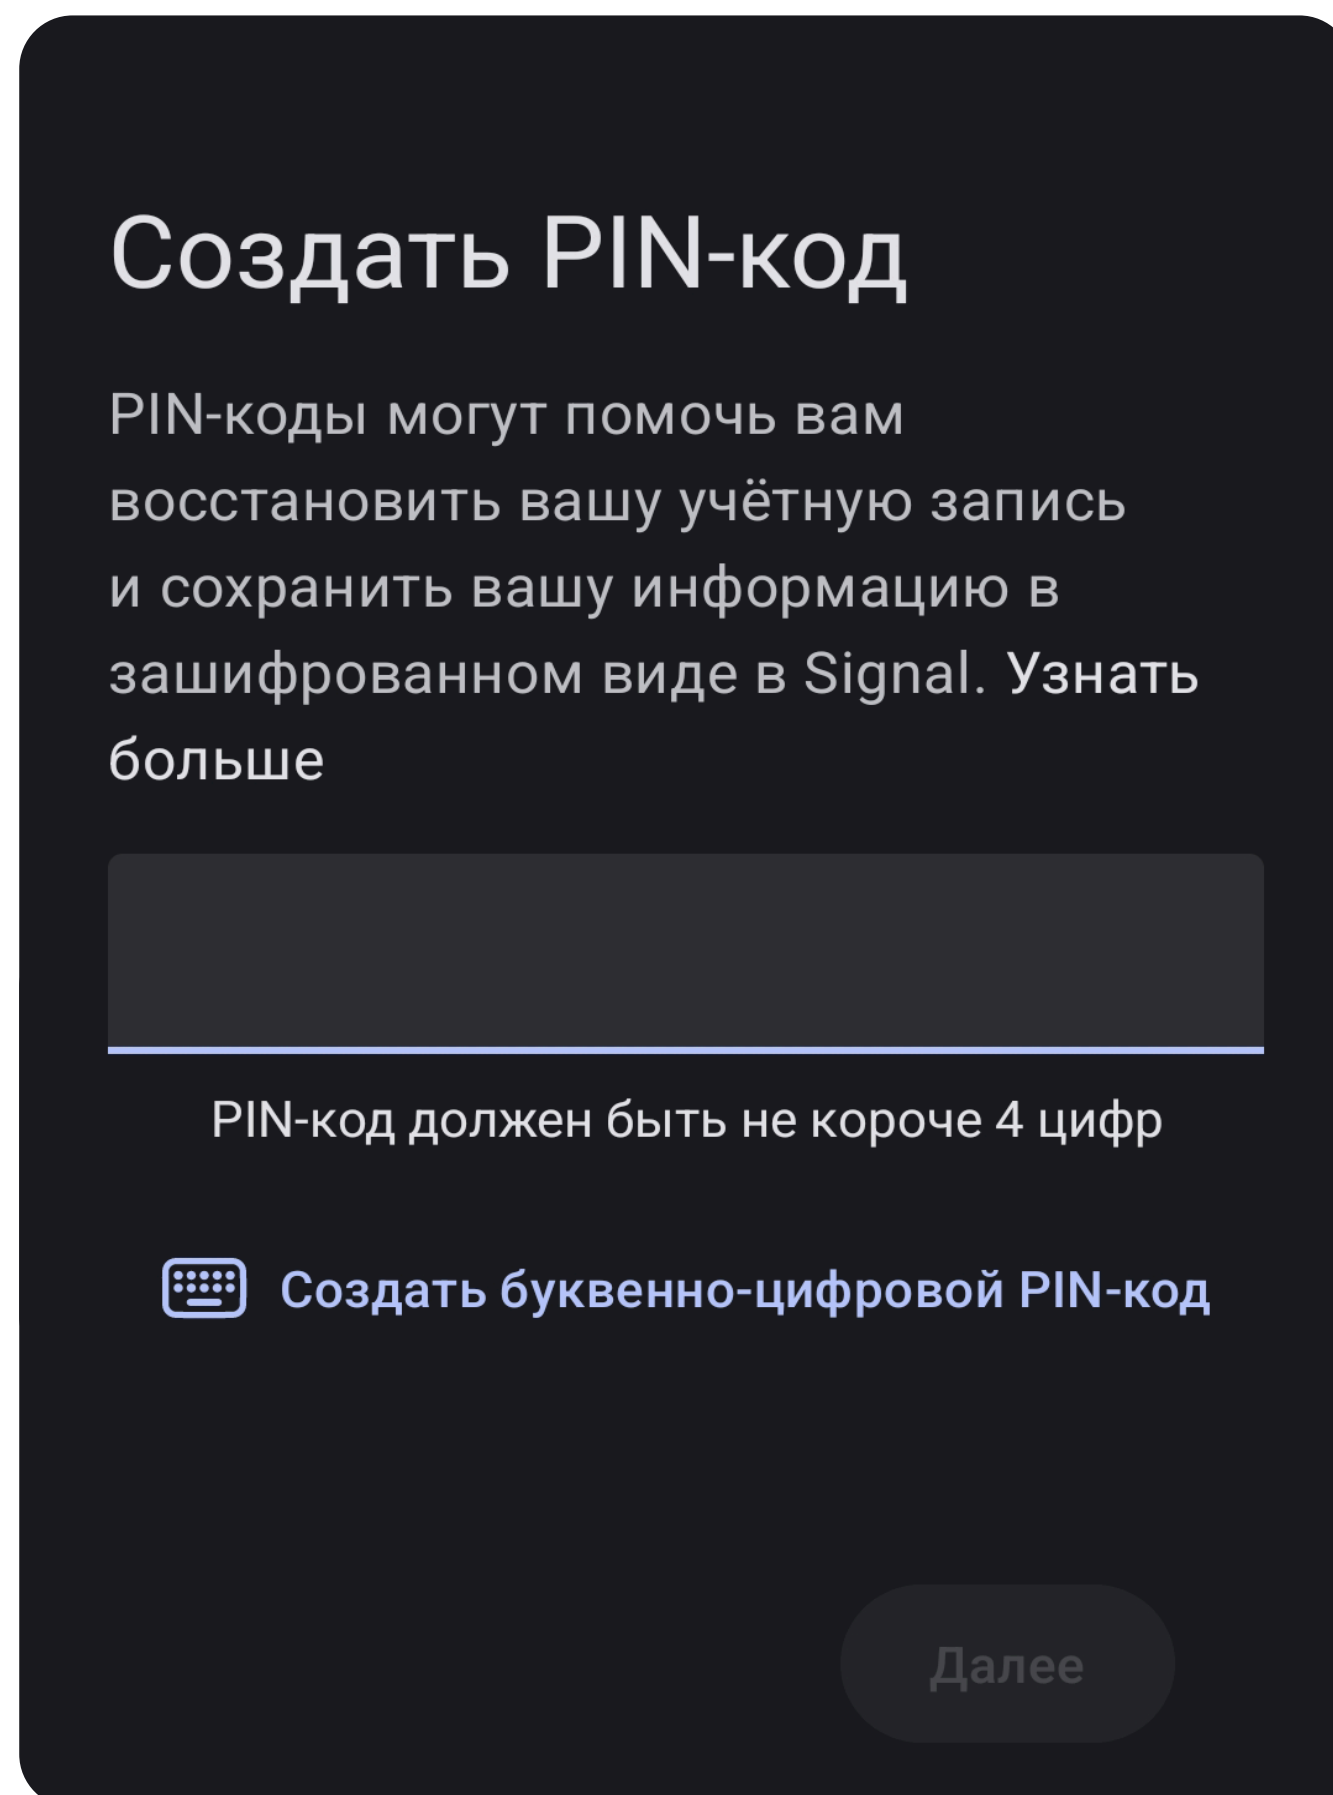 Создать PIN-код
PIN-коды могут помочь вам
восстановить вашу учётную запись
и сохранить вашу информацию в
зашифрованном виде в Signal. Узнать
больше
PIN-код должен быть не короче 4 цифр
Создать буквенно-цифровой PIN-код
Далее